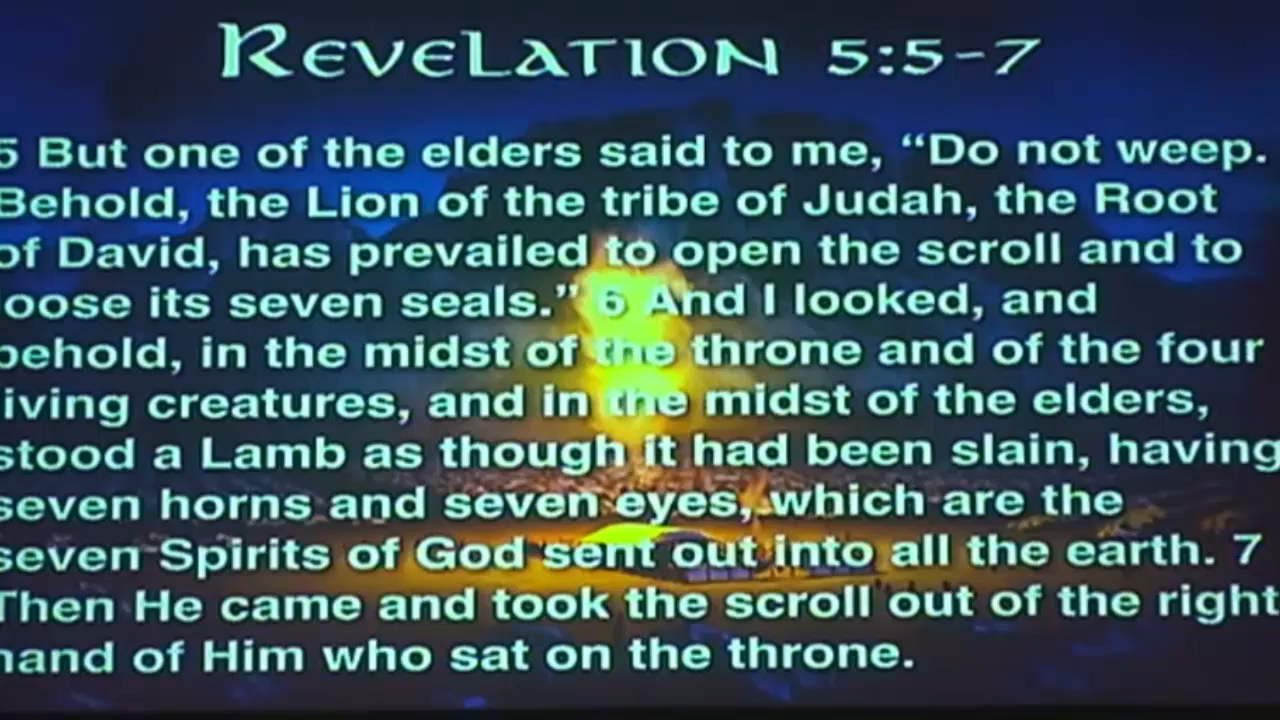 Revelation 5:5-7
5 But one of the elders said to me, “Do not weep.
Behold, the Lion of the tribe of Judah, the Root
of David, has prevailed to open the scroll and to
loose its seven seals.” 6 And I looked, and
behold, in the midst of the throne and of the four
living creatures, and in the midst of the elders,
stood a Lamb as though it had been slain, having
seven horns and seven eyes, which are the
seven Spirits of God sent out into all the earth. 7
Then He came and took the scroll out of the right
hand of Him who sat on the throne.